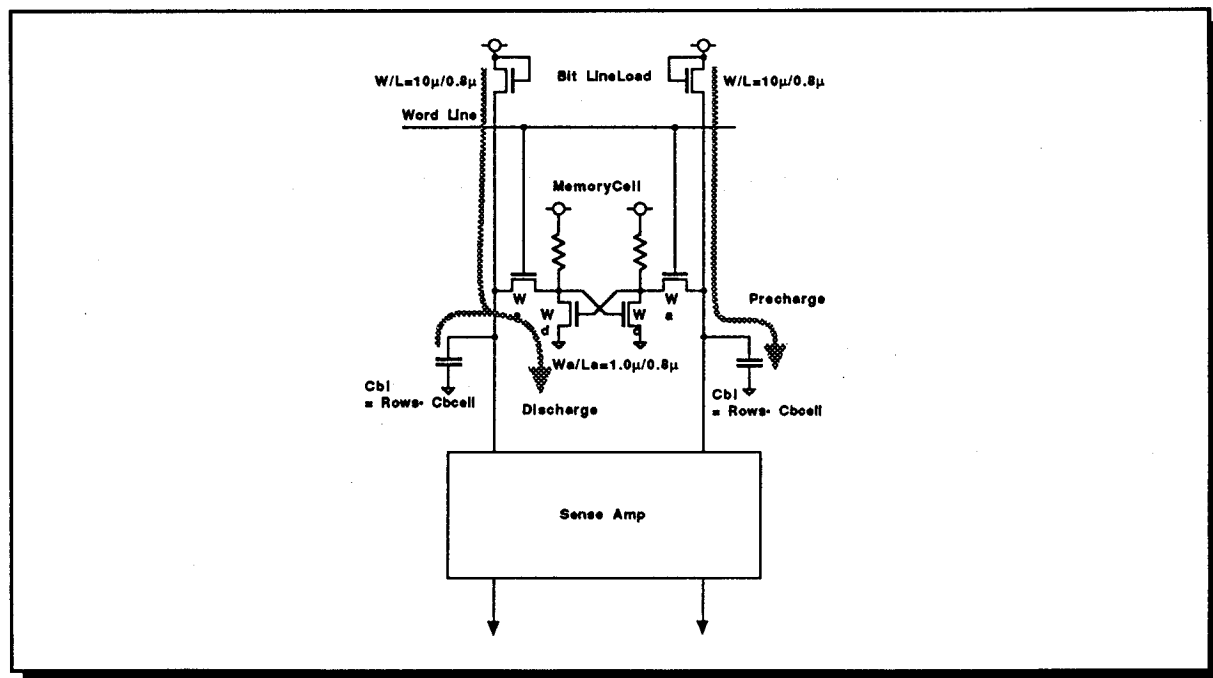 W/L=10μ/0.8μ
Bit LineLoad
W/L=10μ/0.8μ
Word Line
MemoryCell
W
a
W
d
W
d
W
a
Precharge
Wa/La=1.0μ/0.8μ
Cbl
= Rows· Cbcell
Discharge
Cbl
= Rows· Cbcell
Sense Amp